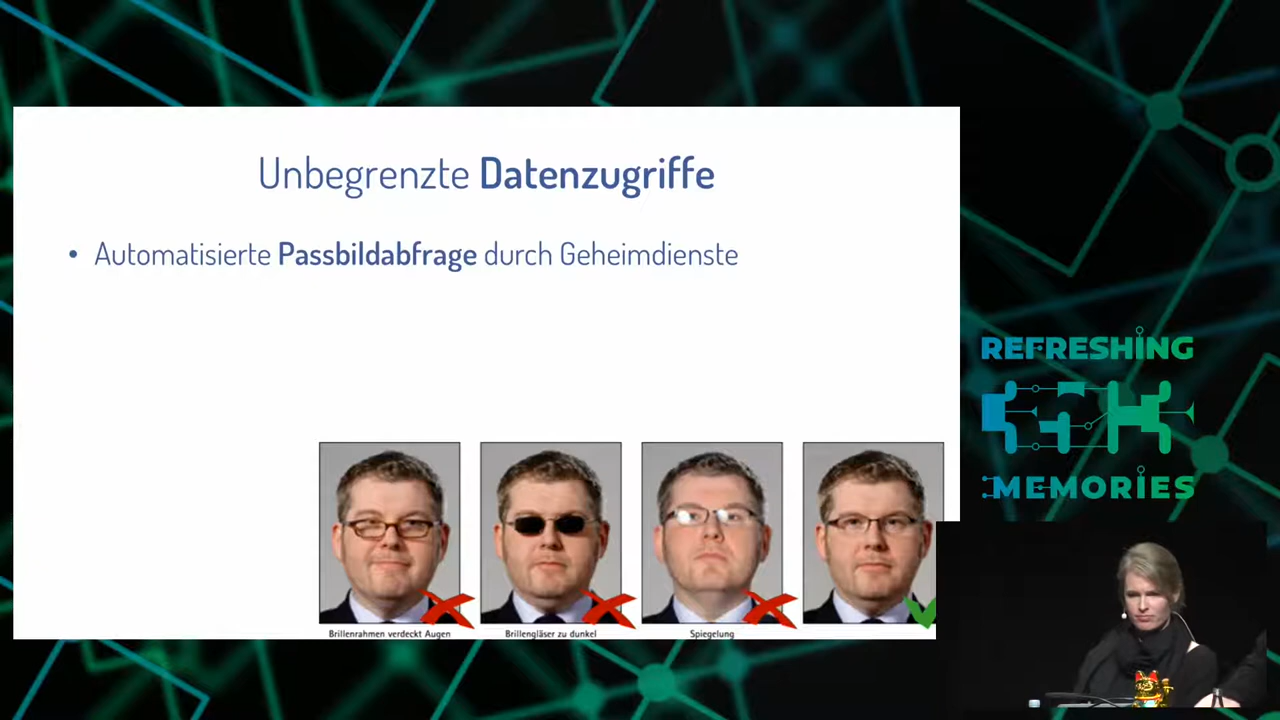 Unbegrenzte Datenzugriffe
• Automatisierte Passbildabfrage durch Geheimdienste
Brillenrahmen verdeckt Augen
Brillengläser zu dunkel
Spiegelung
REFRESHING
MEMORIES